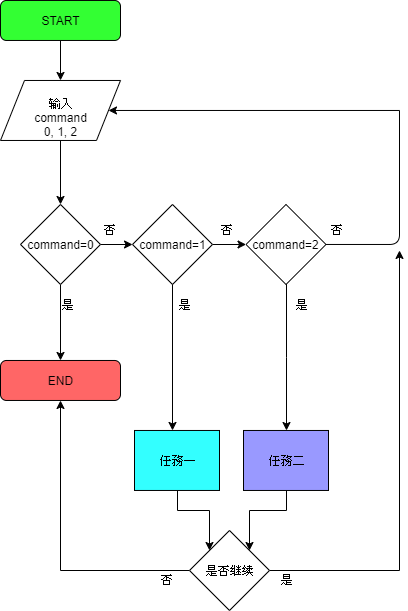 START
输入
command
0, 1, 2
否
否
否
command=0
command=1
command=2
是
是
是
END
任務一
任務二
是否继续
否
是